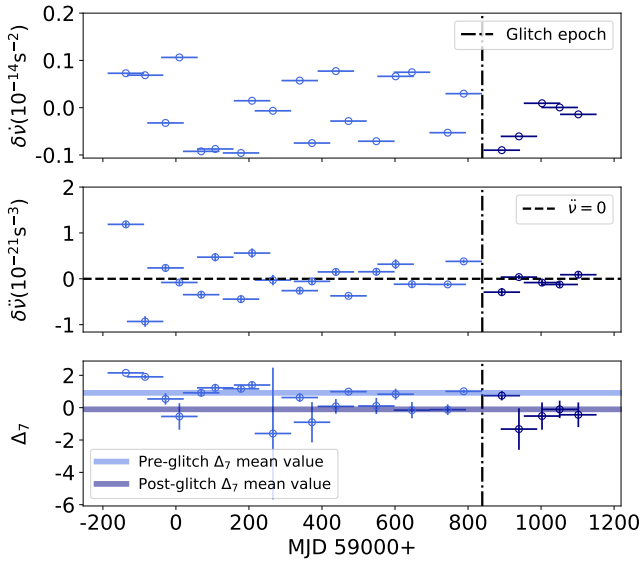 0.2
0.1
0.0
-0.1
δν̇(10⁻¹⁴s⁻²)
Glitch epoch
2
1
0
-1
δν̈(10⁻²¹s⁻³)
ν̈ = 0
2
0
-2
-4
-6
Δ₇
Pre-glitch Δ₇ mean value
Post-glitch Δ₇ mean value
-200 0 200 400 600 800 1000 1200
MJD 59000+